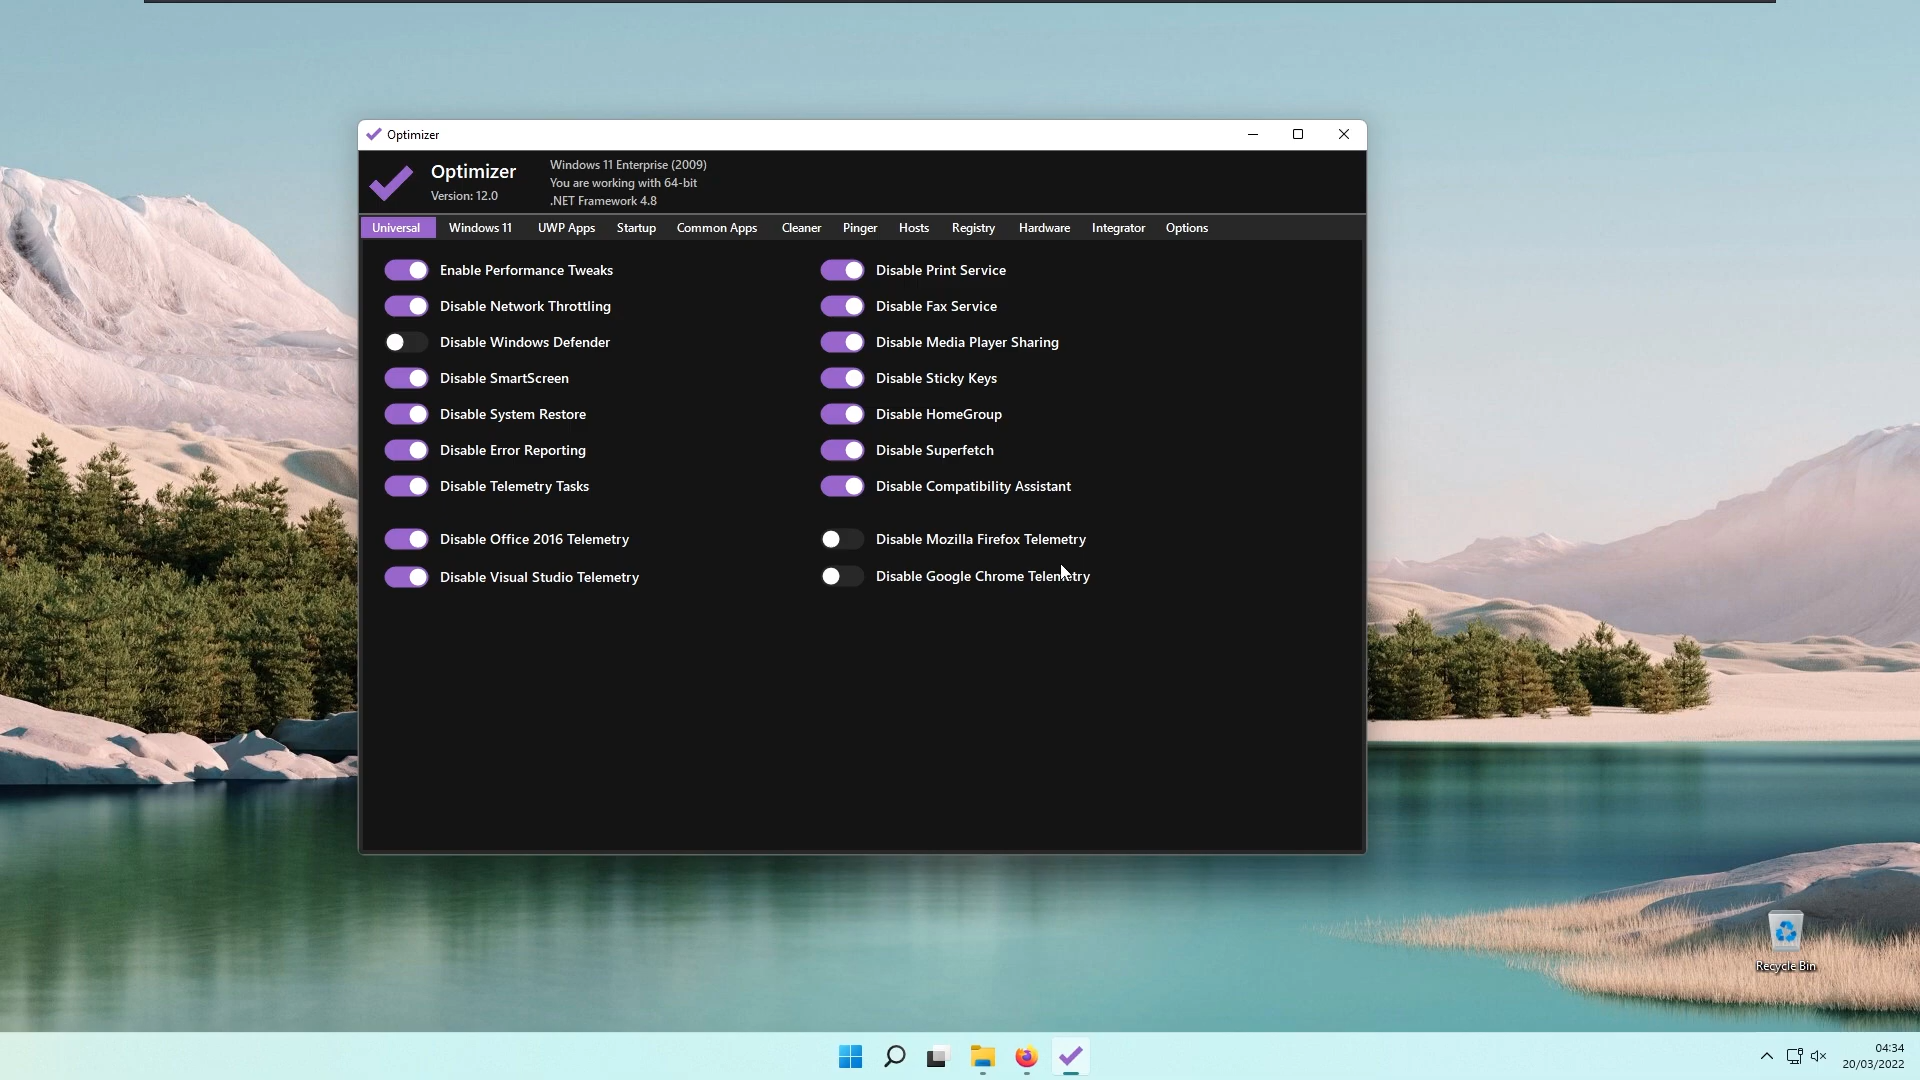 Optimizer
Optimizer
Version: 12.0
Windows 11 Enterprise (2009)
You are working with 64-bit
.NET Framework 4.8
Universal Windows 11 UWP Apps Startup Common Apps Cleaner Pinger Hosts Registry Hardware Integrator Options
Enable Performance Tweaks
Disable Network Throttling
Disable Windows Defender
Disable SmartScreen
Disable System Restore
Disable Error Reporting
Disable Telemetry Tasks
Disable Office 2016 Telemetry
Disable Visual Studio Telemetry
Disable Print Service
Disable Fax Service
Disable Media Player Sharing
Disable Sticky Keys
Disable HomeGroup
Disable Superfetch
Disable Compatibility Assistant
Disable Mozilla Firefox Telemetry
Disable Google Chrome Telemetry
Recycle Bin
04:34
20/03/2022